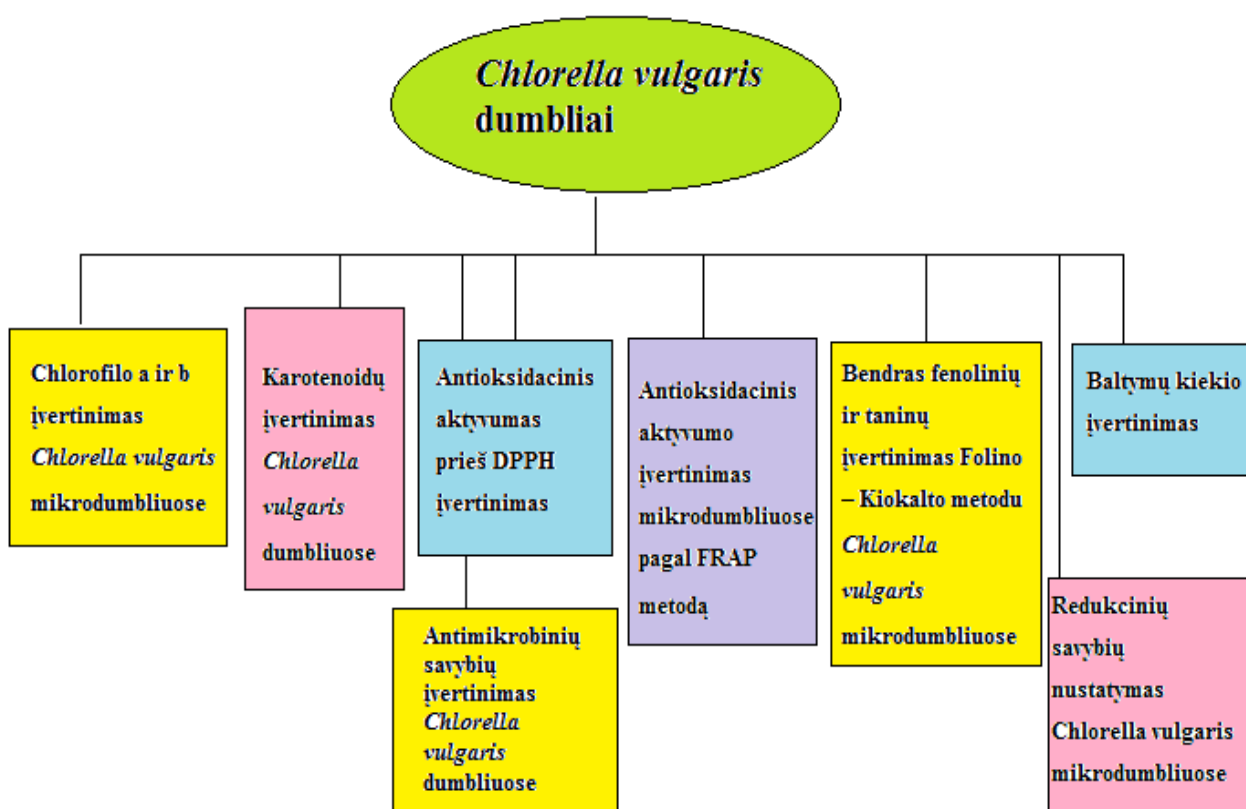 Chlorella vulgaris
dumbliai
Chlorofilo a ir b
įvertinimas
Chlorella vulgaris
mikrodumbliuose
Karotenoidų
įvertinimas
Chlorella
vulgaris
dumbliuose
Antioksidacinis
aktyvumas
prieš DPPH
įvertinimas
Antimikrobinių
savybių
įvertinimas
Chlorella
vulgaris
dumbliuose
Antioksidacinis
aktyvumo
įvertinimas
mikrodumbliuose
pagal FRAP
metodą
Bendras fenolinių
ir taninų
įvertinimas Folino
– Kiokalto metodu
Chlorella
vulgaris
mikrodumbliuose
Baltymų kiekio
įvertinimas
Redukcinių
savybių
nustatymas
Chlorella vulgaris
mikrodumbliuose